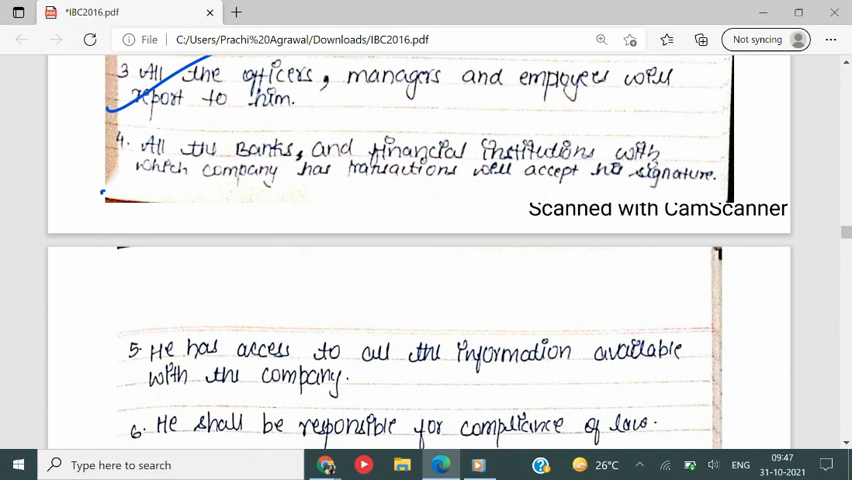 *IBC2016.pdf
File
C:/Users/Prachi%20Agrawal/Downloads/IBC2016.pdf
Not syncing
3 All the officers, managers and employees will
report to him.
4. All the Banks, and financial institutions with
which company has transactions will accept his signature.
Scanned with CamScanner
5. He has access to all the information available
with the company.
6. He shall be responsible for compliance of law.
Type here to search
26°C
ENG
09:47
31-10-2021